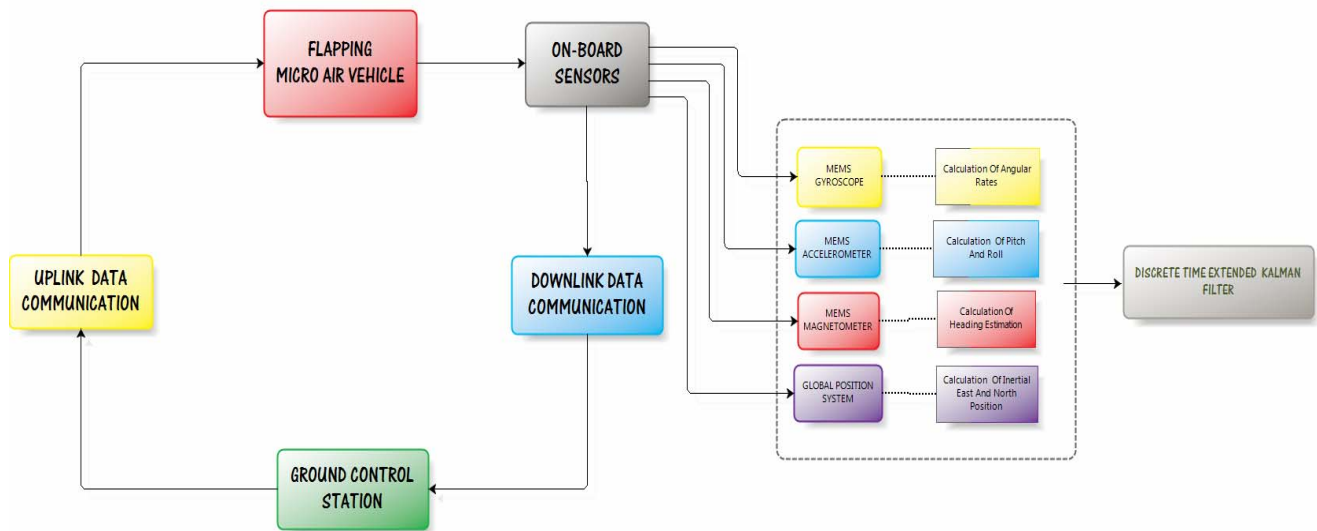 FLAPPING
MICRO AIR VEHICLE
ON-BOARD
SENSORS
MEMS
GYROSCOPE
Calculation Of Angular
Rates
MEMS
ACCELEROMETER
Calculation Of Pitch
And Roll
UPLINK DATA
COMMUNICATION
DOWNLINK DATA
COMMUNICATION
DISCRETE TIME EXTENDED KALMAN
FILTER
MEMS
MAGNETOMETER
Calculation Of
Heading Estimation
GLOBAL POSITION
SYSTEM
Calculation Of Inertial
East And North
Position
GROUND CONTROL
STATION